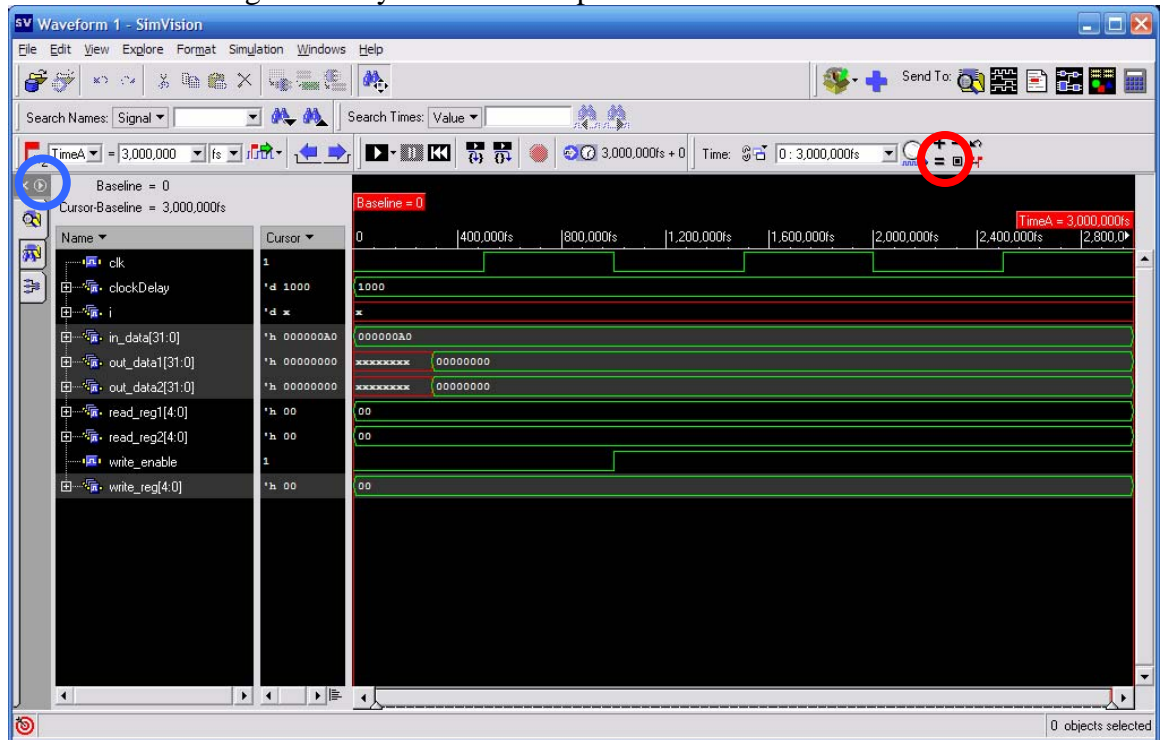 SV Waveform 1 - SimVision
File Edit View Explore Format Simulation Windows Help
Send To:
Search Names: Signal
Search Times: Value
TimeA = 3,000,000 fs
3,000,000fs + 0
Time: 0 : 3,000,000fs
Baseline = 0
Cursor-Baseline = 3,000,000fs
Baseline = 0
TimeA = 3,000,000fs
Name Cursor
0 400,000fs 800,000fs 1,200,000fs 1,600,000fs 2,000,000fs 2,400,000fs 2,800,0
clk 1
clockDelay 'd 1000 1000
i 'd x x
in_data[31:0] 'h 000000A0 000000A0
out_data1[31:0] 'h 00000000 xxxxxxxx 00000000
out_data2[31:0] 'h 00000000 xxxxxxxx 00000000
read_reg1[4:0] 'h 00 00
read_reg2[4:0] 'h 00 00
write_enable 1
write_reg[4:0] 'h 00 00
0 objects selected